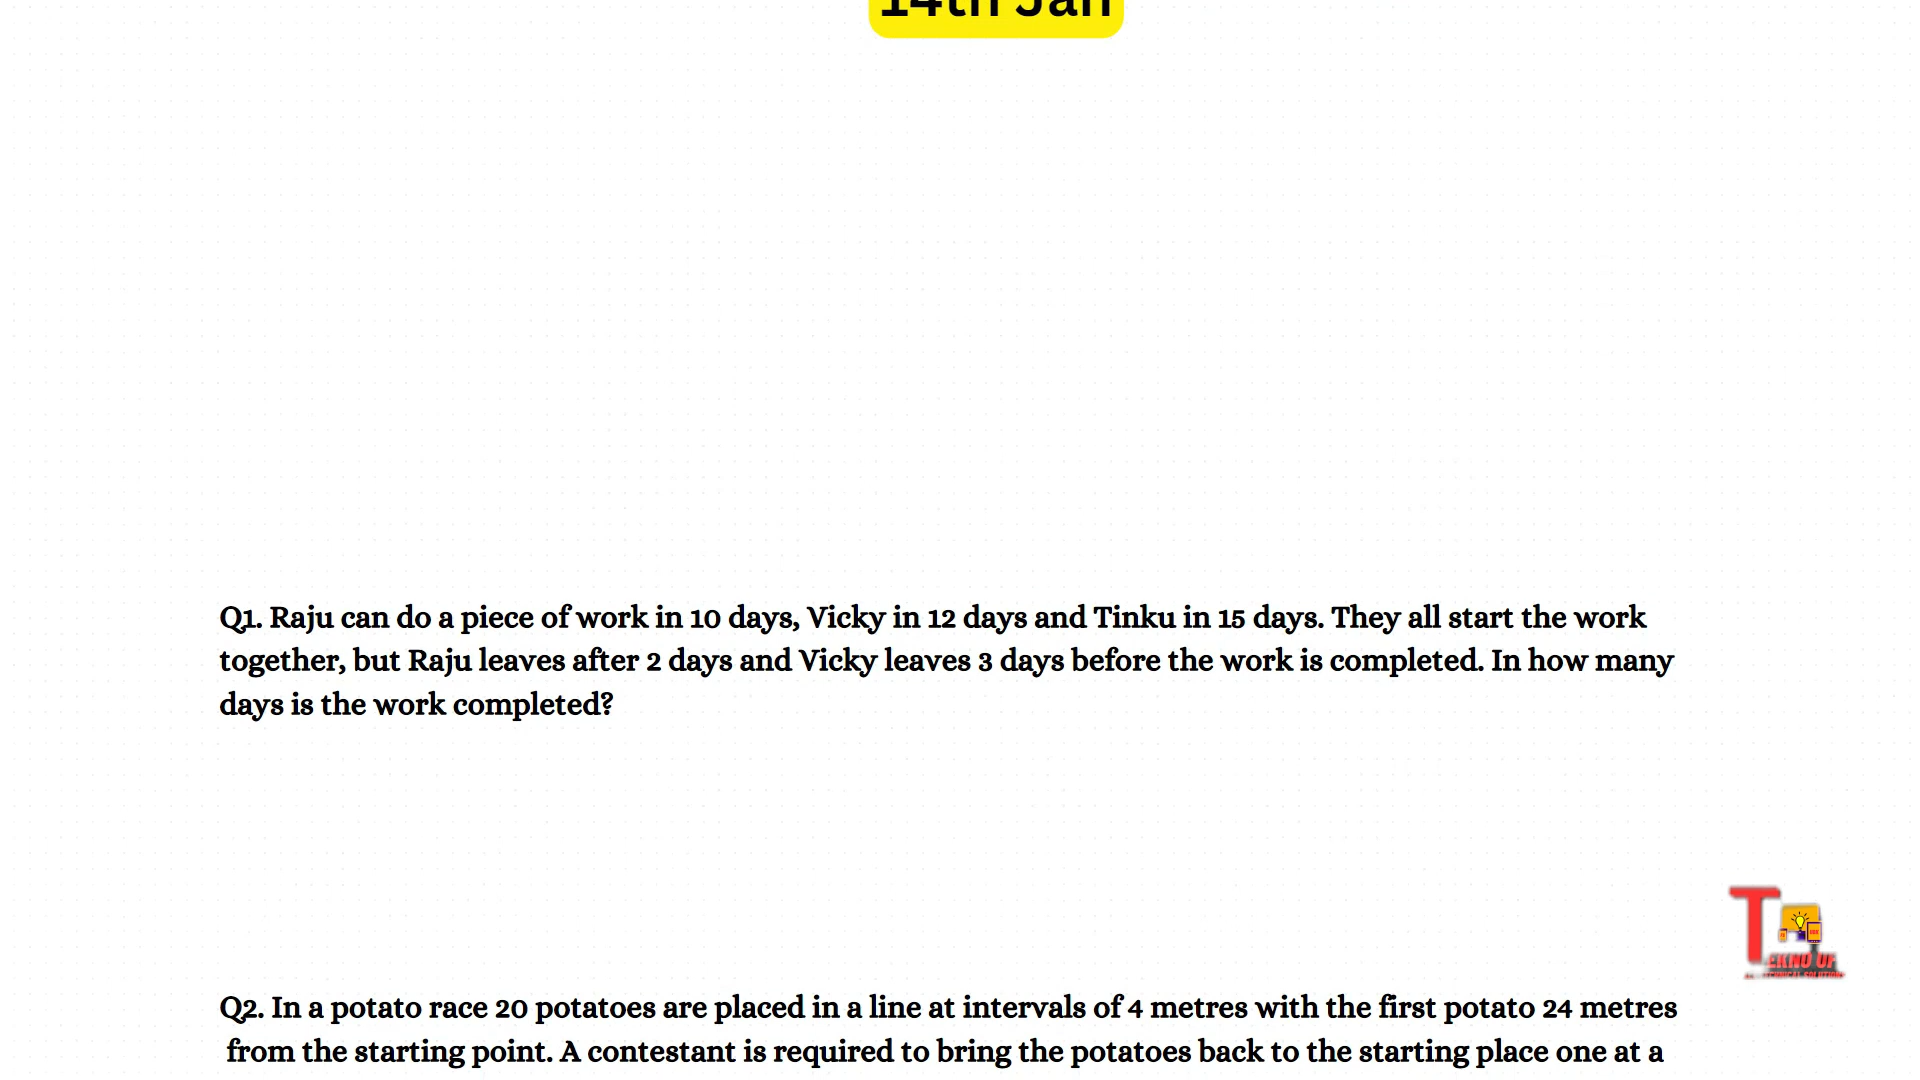 14th Jan
Q1. Raju can do a piece of work in 10 days, Vicky in 12 days and Tinku in 15 days. They all start the work
together, but Raju leaves after 2 days and Vicky leaves 3 days before the work is completed. In how many
days is the work completed?
Q2. In a potato race 20 potatoes are placed in a line at intervals of 4 metres with the first potato 24 metres
from the starting point. A contestant is required to bring the potatoes back to the starting place one at a